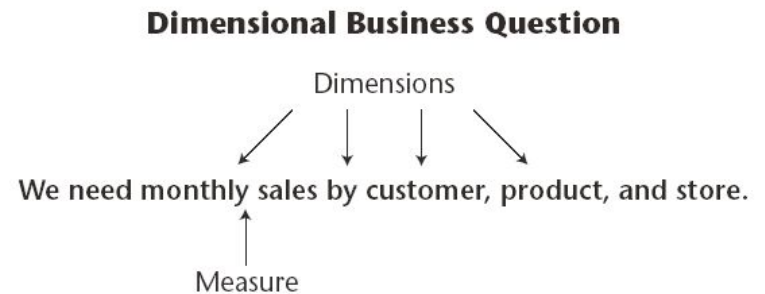 Dimensional Business Question
Dimensions
We need monthly sales by customer, product, and store.
Measure